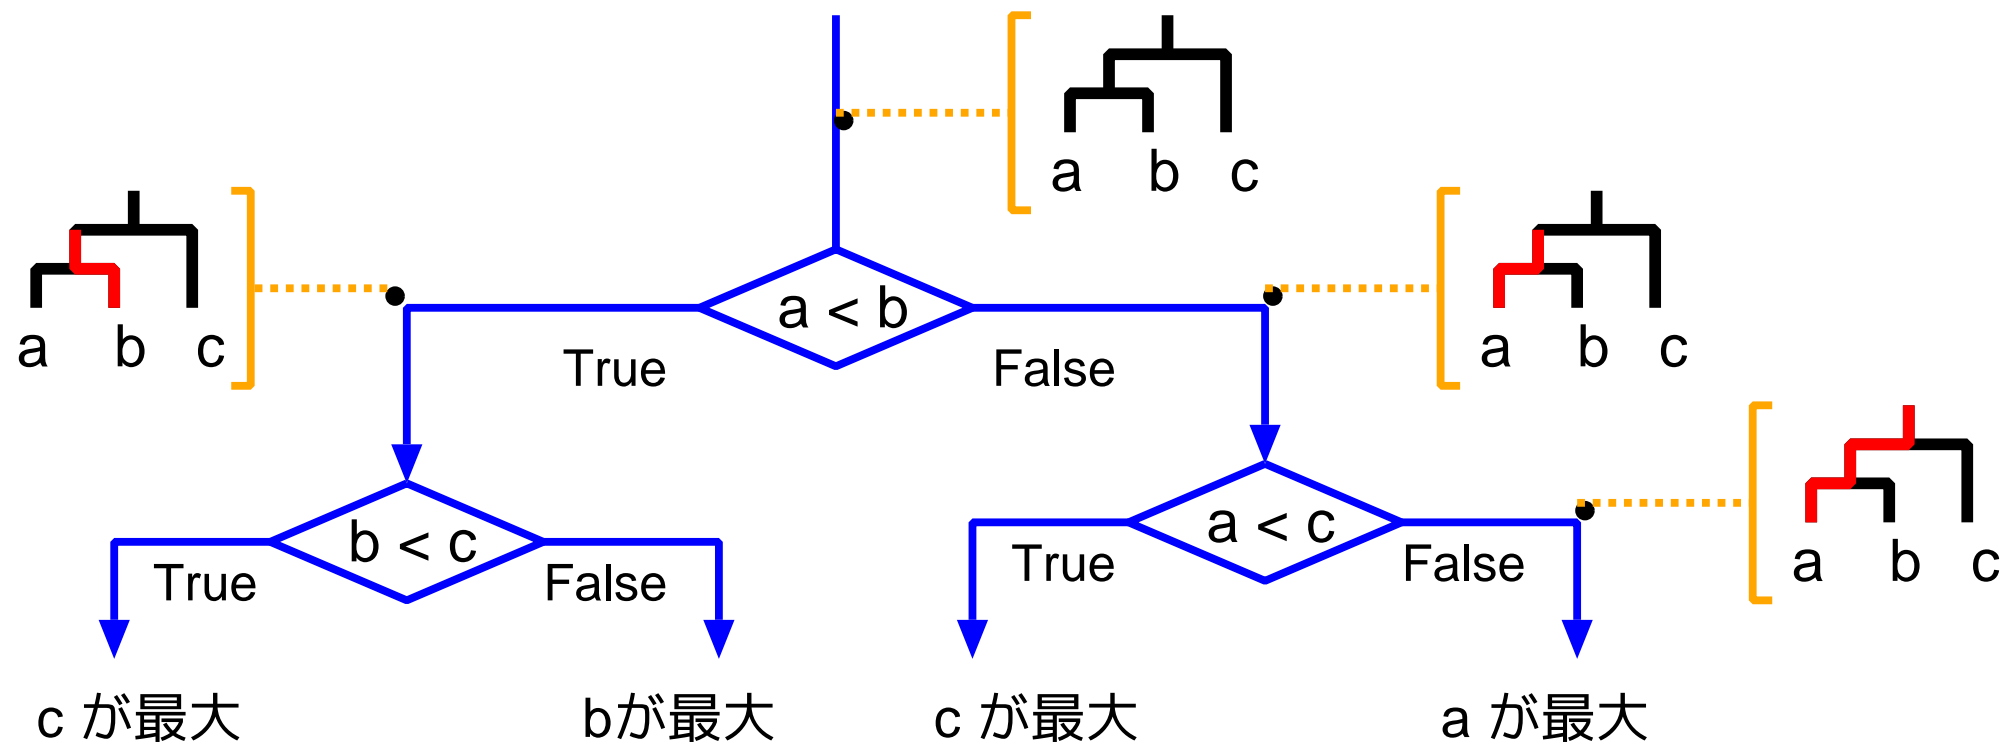 a b c
a b c
a b c
a < b
True
False
a b c
b < c
a < c
True
False
True
False
c が最大
bが最大
c が最大
a が最大